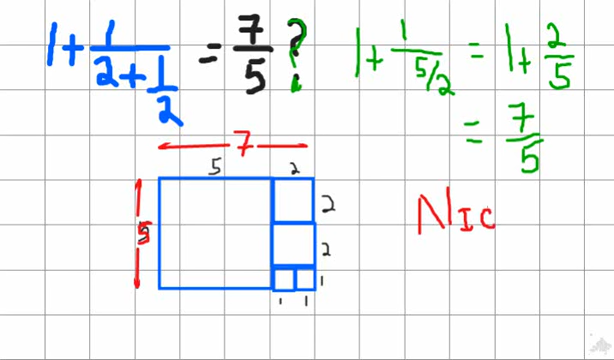 1 + 1/(2 + 1/2) = 7/5 ?
1 + 1/(5/2) = 1 + 2/5
= 7/5
7
5 2
5
2
2
1
1 1
NIC